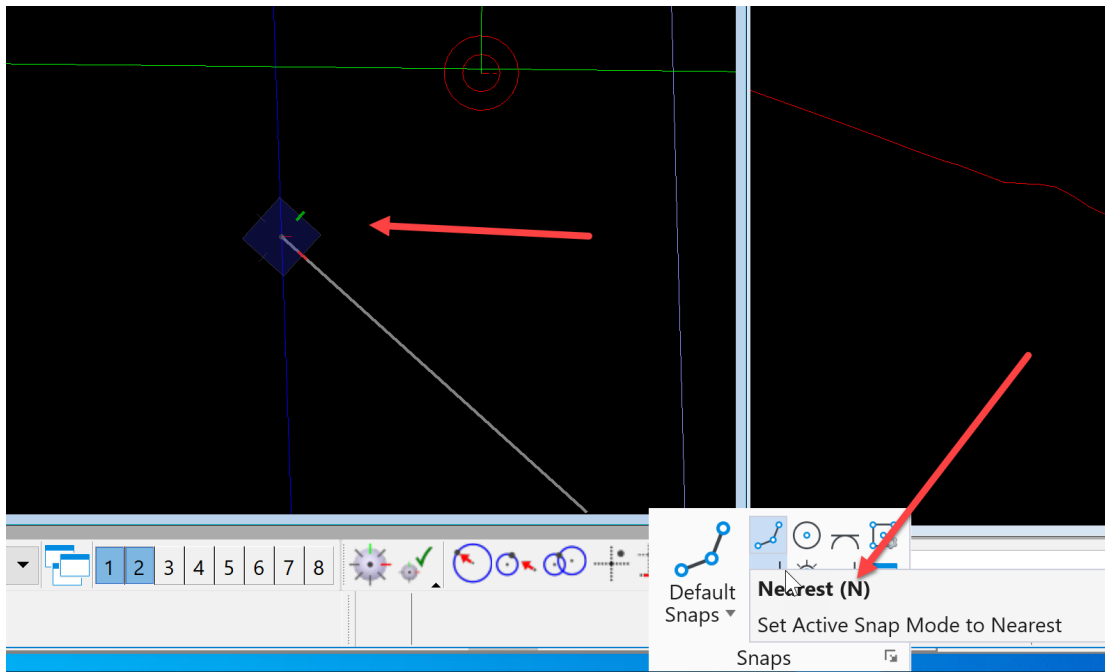 1 2 3 4 5 6 7 8
Default
Snaps
Nearest (N)
Set Active Snap Mode to Nearest
Snaps